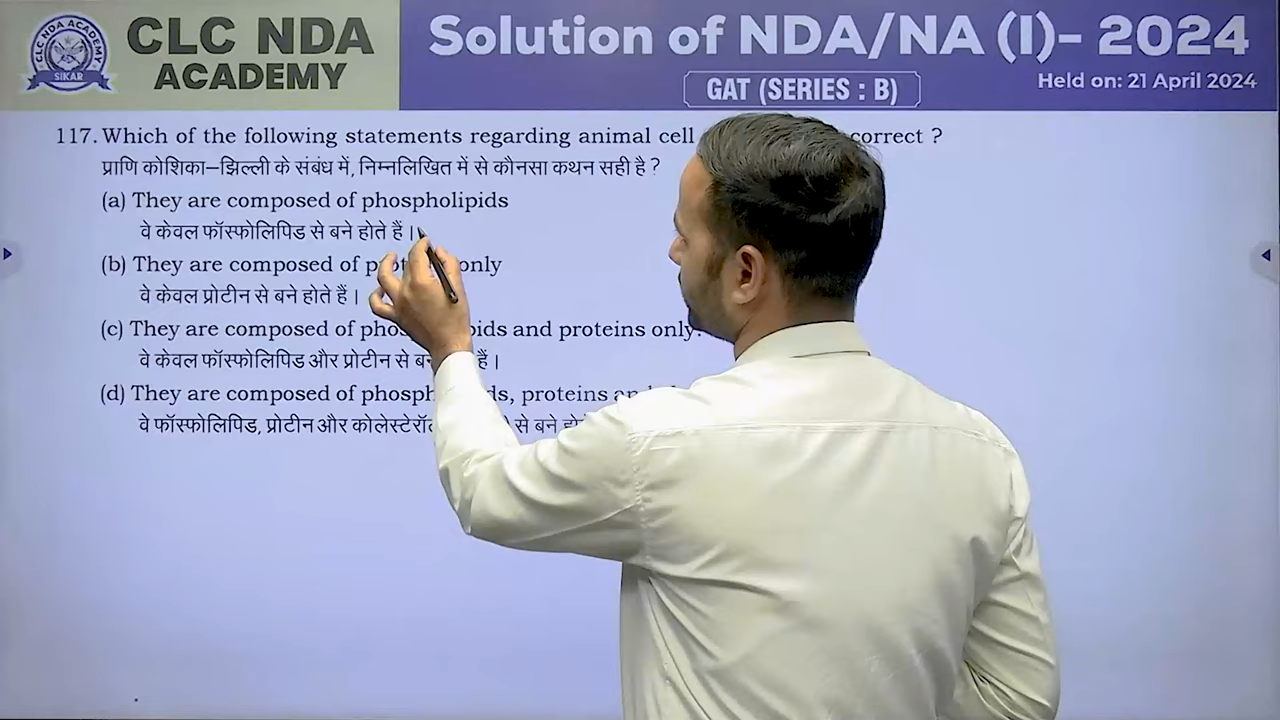 CLC NDA ACADEMY
SIKAR
CLC NDA
ACADEMY
Solution of NDA/NA (I)- 2024
GAT (SERIES : B)
Held on: 21 April 2024
117. Which of the following statements regarding animal cell correct ?
प्राणि कोशिका–झिल्ली के संबंध में, निम्नलिखित में से कौनसा कथन सही है ?
(a) They are composed of phospholipids
वे केवल फॉस्फोलिपिड से बने होते हैं।
(b) They are composed of only
वे केवल प्रोटीन से बने होते हैं।
(c) They are composed of and proteins only.
वे केवल फॉस्फोलिपिड और प्रोटीन से हैं।
(d) They are composed of proteins
वे फॉस्फोलिपिड, प्रोटीन और से बने